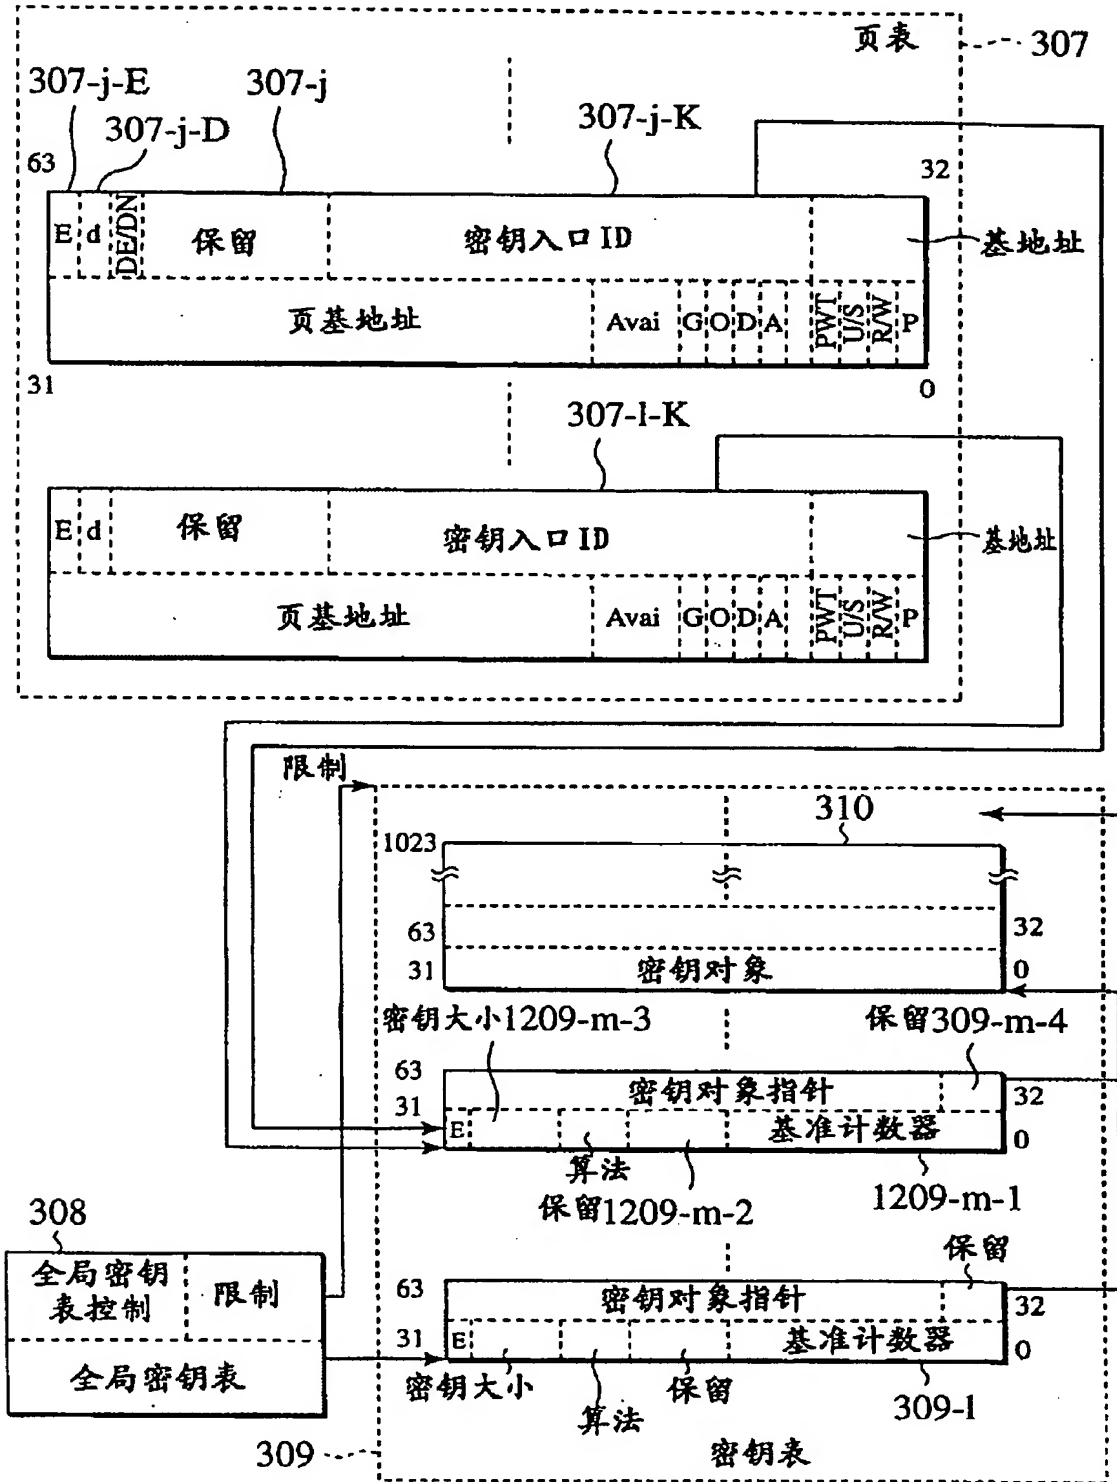 页表
307
307-j-E
307-j
307-j-D
307-j-K
63
32
E
d
DE/DN
保留
密钥入口 ID
基地址
页基地址
Avai
G
O
D
A
PWT
U/S
R/W
P
31
0
307-l-K
E
d
保留
密钥入口 ID
基地址
页基地址
Avai
G
O
D
A
PWT
U/S
R/W
P
限制
310
1023
63
32
31
密钥对象
0
密钥大小1209-m-3
保留309-m-4
63
密钥对象指针
32
31
E
基准计数器
0
算法
保留1209-m-2
1209-m-1
308
保留
全局密钥
表控制
限制
63
密钥对象指针
32
31
E
基准计数器
0
全局密钥表
密钥大小
算法
保留
309-l
309
密钥表